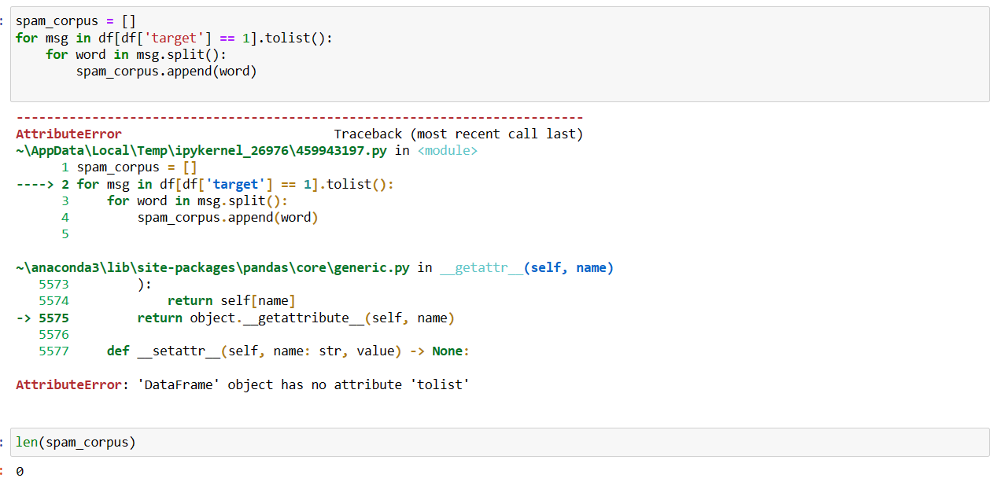 : spam_corpus = []
for msg in df[df['target'] == 1].tolist():
    for word in msg.split():
        spam_corpus.append(word)
---------------------------------------------------------------------------
AttributeError                            Traceback (most recent call last)
~\AppData\Local\Temp\ipykernel_26976\459943197.py in <module>
      1 spam_corpus = []
----> 2 for msg in df[df['target'] == 1].tolist():
      3     for word in msg.split():
      4         spam_corpus.append(word)
      5
~\anaconda3\lib\site-packages\pandas\core\generic.py in __getattr__(self, name)
   5573         ):
   5574             return self[name]
-> 5575         return object.__getattribute__(self, name)
   5576
   5577     def __setattr__(self, name: str, value) -> None:
AttributeError: 'DataFrame' object has no attribute 'tolist'
: len(spam_corpus)
: 0